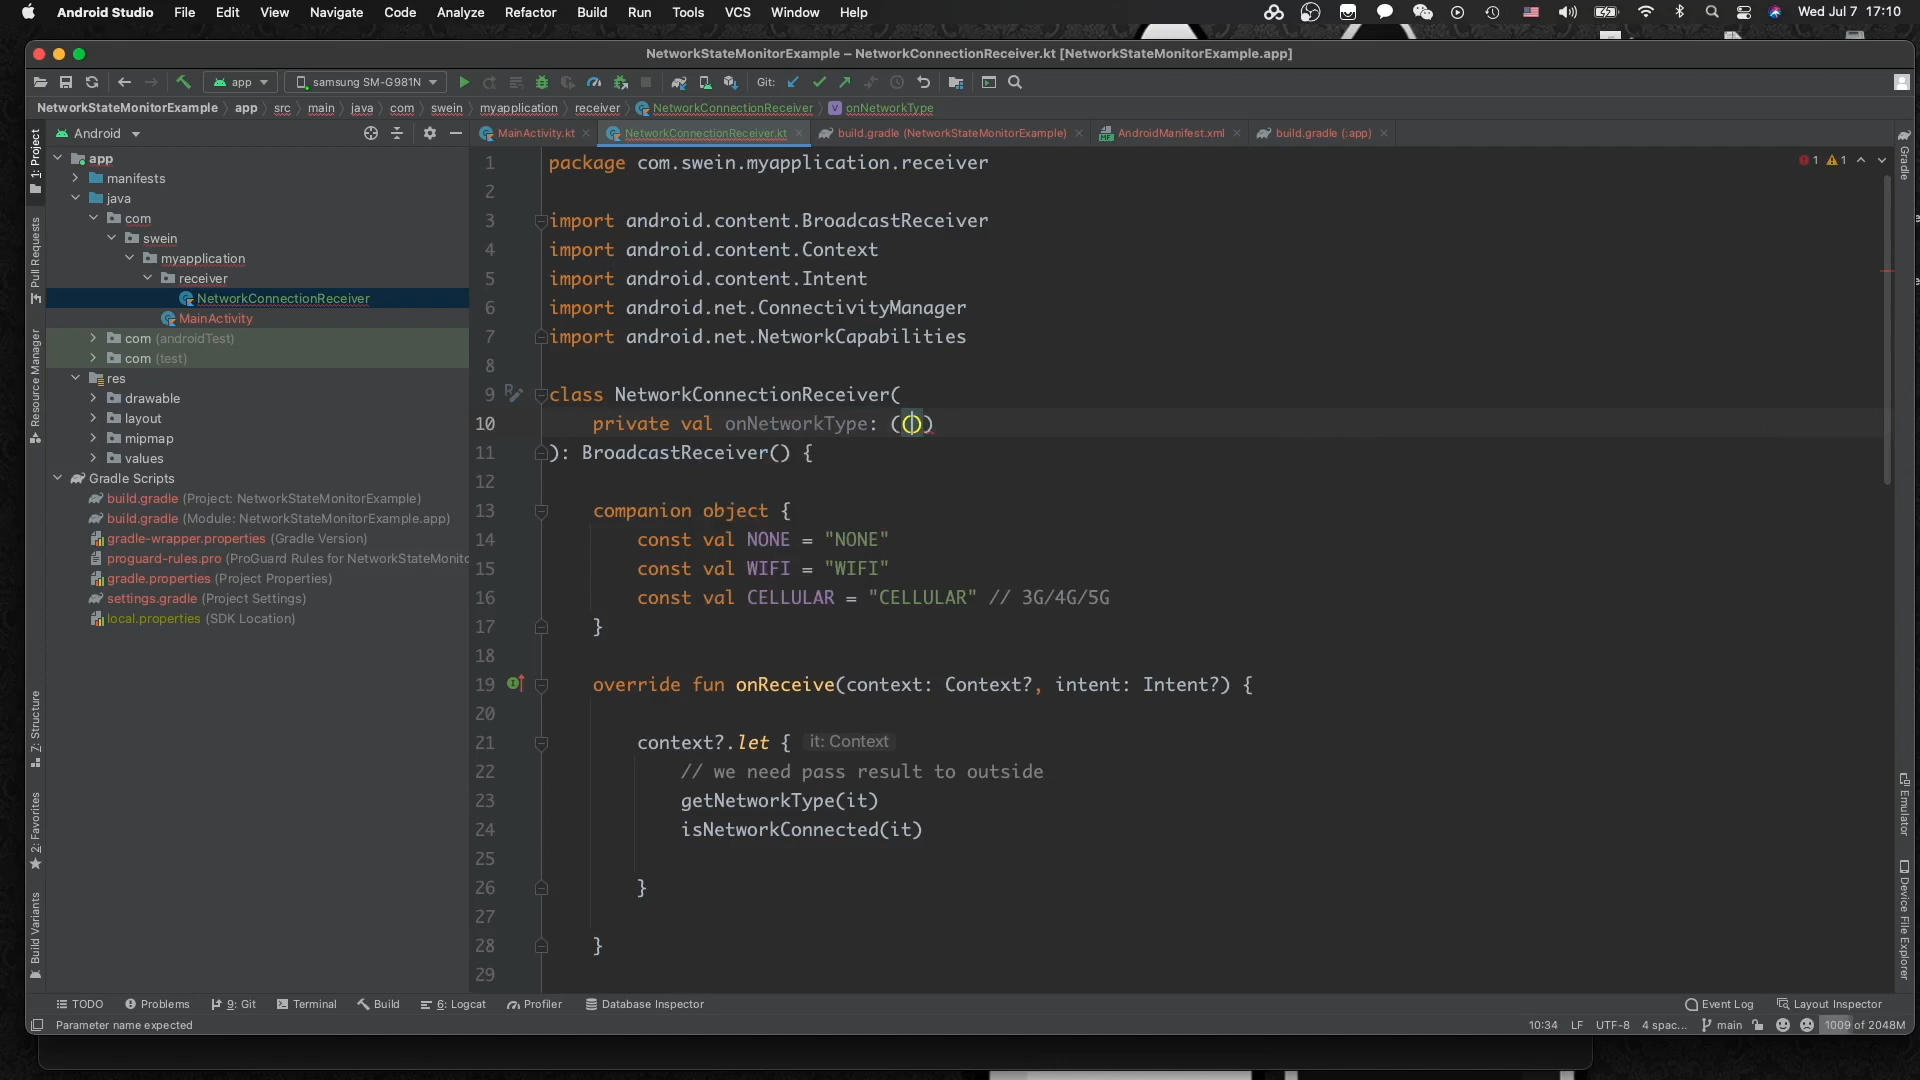 Android Studio File Edit View Navigate Code Analyze Refactor Build Run Tools VCS Window Help Wed Jul 7 17:10
NetworkStateMonitorExample – NetworkConnectionReceiver.kt [NetworkStateMonitorExample.app]
app samsung SM-G981N Git:
NetworkStateMonitorExample app src main java com swein myapplication receiver NetworkConnectionReceiver onNetworkType
Android MainActivity.kt NetworkConnectionReceiver.kt build.gradle (NetworkStateMonitorExample) AndroidManifest.xml build.gradle (:app)
1: Project
Pull Requests
Resource Manager
7: Structure
2: Favorites
Build Variants
app
manifests
java
com
swein
myapplication
receiver
NetworkConnectionReceiver
MainActivity
com (androidTest)
com (test)
res
drawable
layout
mipmap
values
Gradle Scripts
build.gradle (Project: NetworkStateMonitorExample)
build.gradle (Module: NetworkStateMonitorExample.app)
gradle-wrapper.properties (Gradle Version)
proguard-rules.pro (ProGuard Rules for NetworkStateMonitc
gradle.properties (Project Properties)
settings.gradle (Project Settings)
local.properties (SDK Location)
1 package com.swein.myapplication.receiver
2
3 import android.content.BroadcastReceiver
4 import android.content.Context
5 import android.content.Intent
6 import android.net.ConnectivityManager
7 import android.net.NetworkCapabilities
8
9 class NetworkConnectionReceiver(
10 private val onNetworkType: (())
11 ): BroadcastReceiver() {
12
13 companion object {
14 const val NONE = "NONE"
15 const val WIFI = "WIFI"
16 const val CELLULAR = "CELLULAR" // 3G/4G/5G
17 }
18
19 override fun onReceive(context: Context?, intent: Intent?) {
20
21 context?.let { it: Context
22 // we need pass result to outside
23 getNetworkType(it)
24 isNetworkConnected(it)
25
26 }
27
28 }
29
1 1
Gradle
Emulator
Device File Explorer
TODO Problems 9: Git Terminal Build 6: Logcat Profiler Database Inspector Event Log Layout Inspector
Parameter name expected 10:34 LF UTF-8 4 spac... main 1009 of 2048M